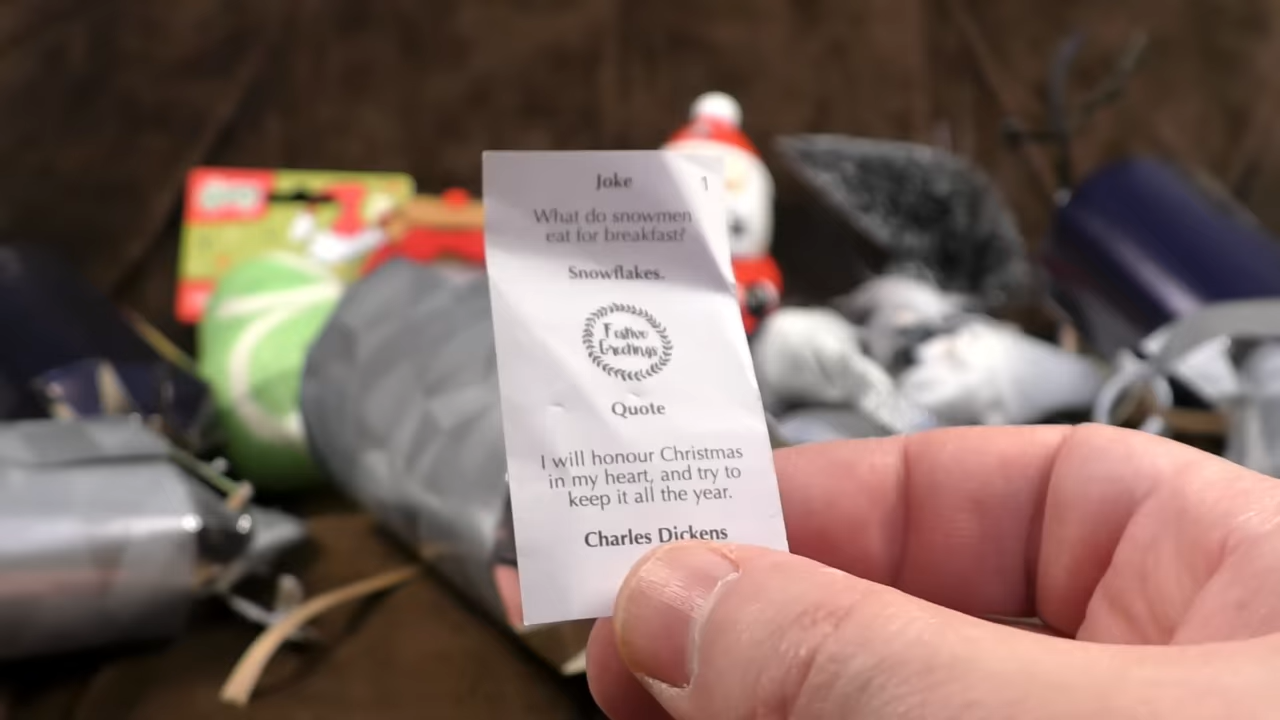 Joke 1
What do snowmen
eat for breakfast?
Snowflakes.
Festive
Greetings
Quote
I will honour Christmas
in my heart, and try to
keep it all the year.
Charles Dickens